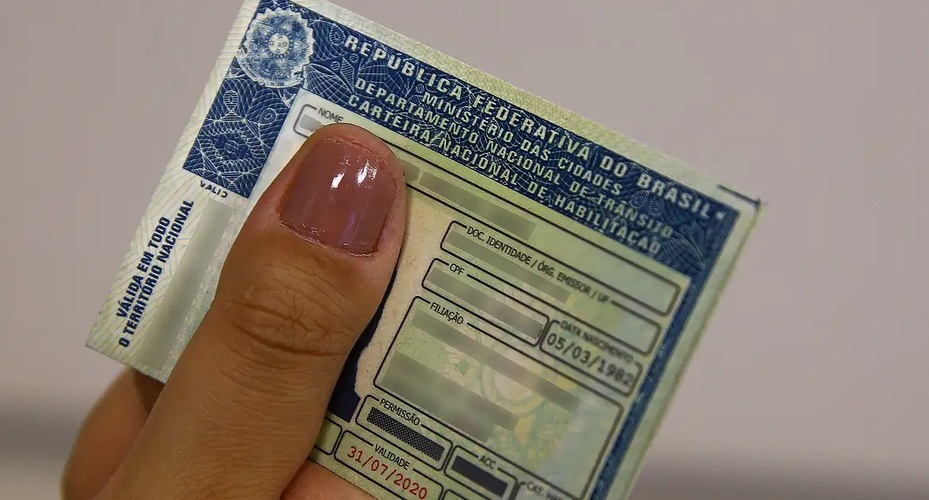 REPÚBLICA FEDERATIVA DO BRASIL
MINISTÉRIO DAS CIDADES
DEPARTAMENTO NACIONAL DE TRÂNSITO
CARTEIRA NACIONAL DE HABILITAÇÃO
NOME
DOC. IDENTIDADE / ÓRG. EMISSOR / UF
CPF
DATA NASCIMENTO
05/03/1982
FILIAÇÃO
PERMISSÃO
ACC
VALIDADE
31/07/2020
VÁLIDA EM TODO
O TERRITÓRIO NACIONAL